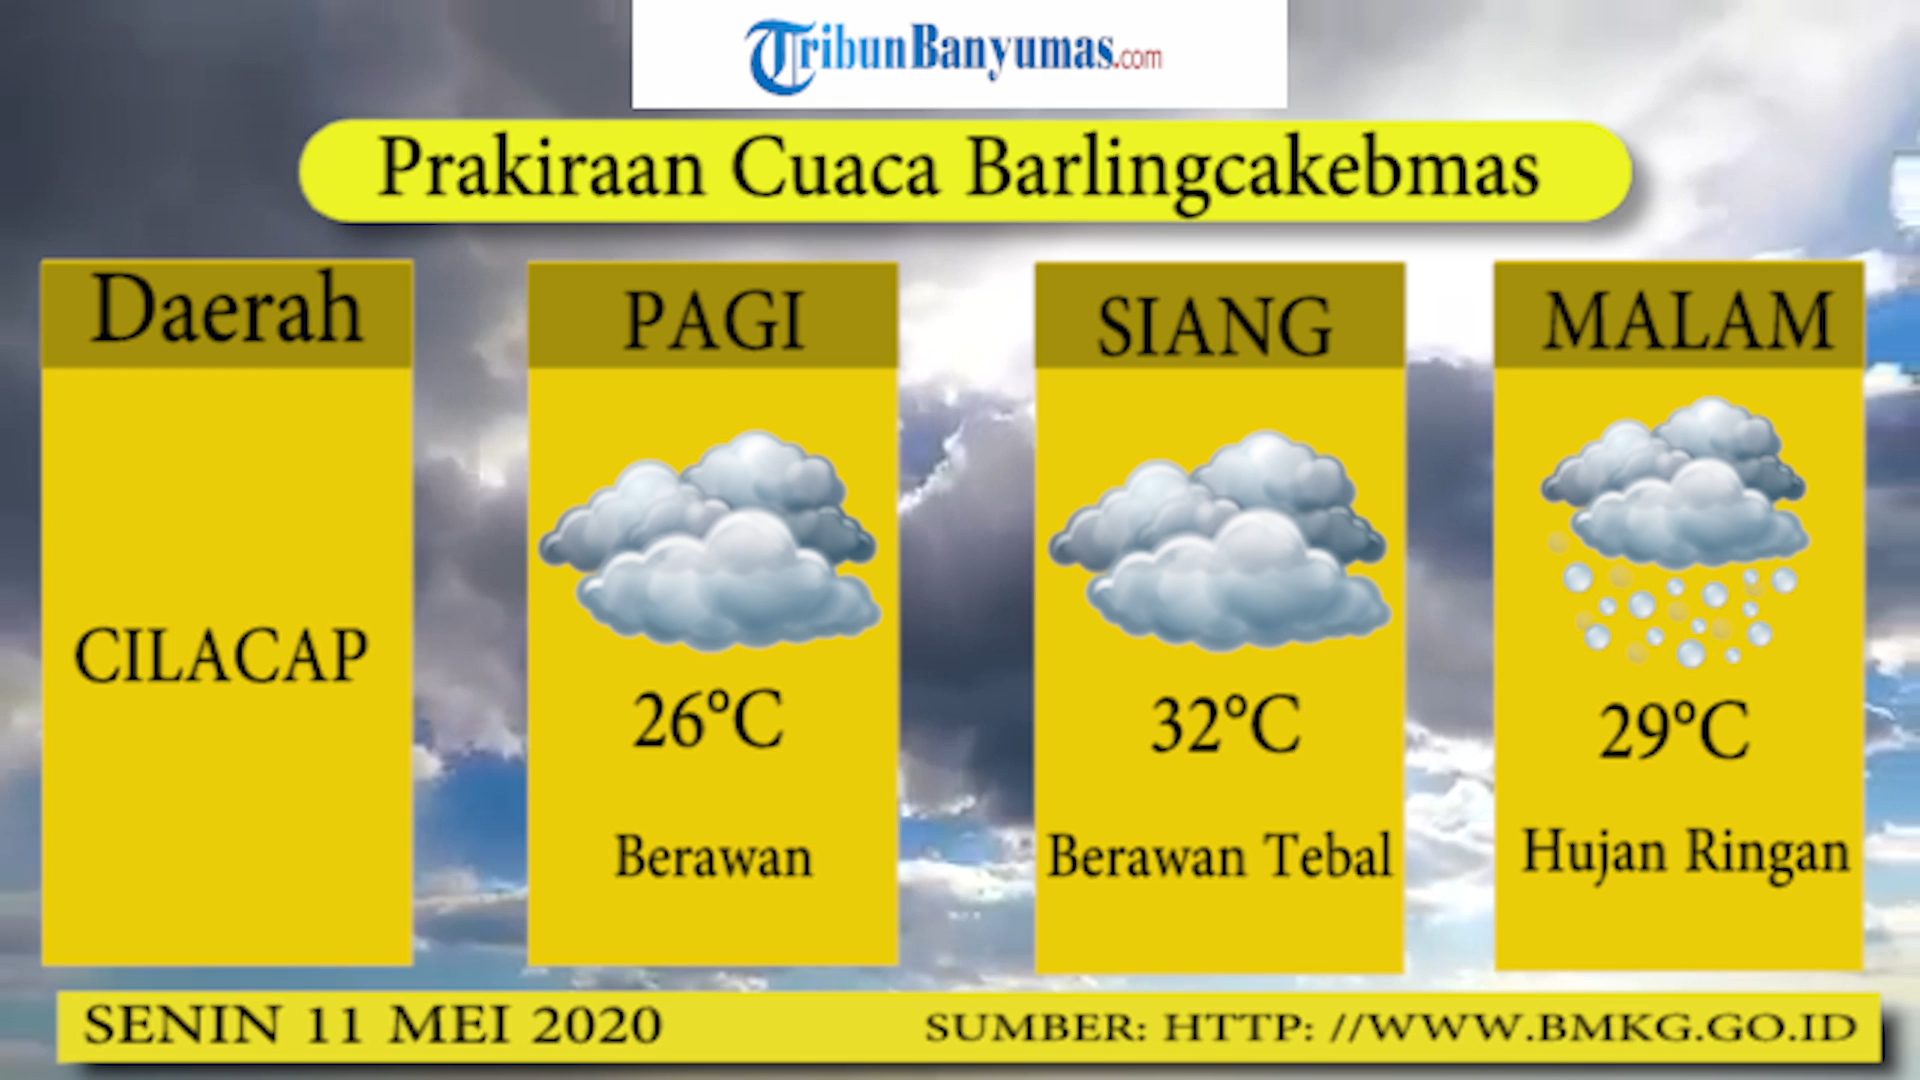 TribunBanyumas.com
Prakiraan Cuaca Barlingcakebmas
Daerah
CILACAP
PAGI
26°C
Berawan
SIANG
32°C
Berawan Tebal
MALAM
29°C
Hujan Ringan
SENIN 11 MEI 2020
SUMBER: HTTP: //WWW.BMKG.GO.ID